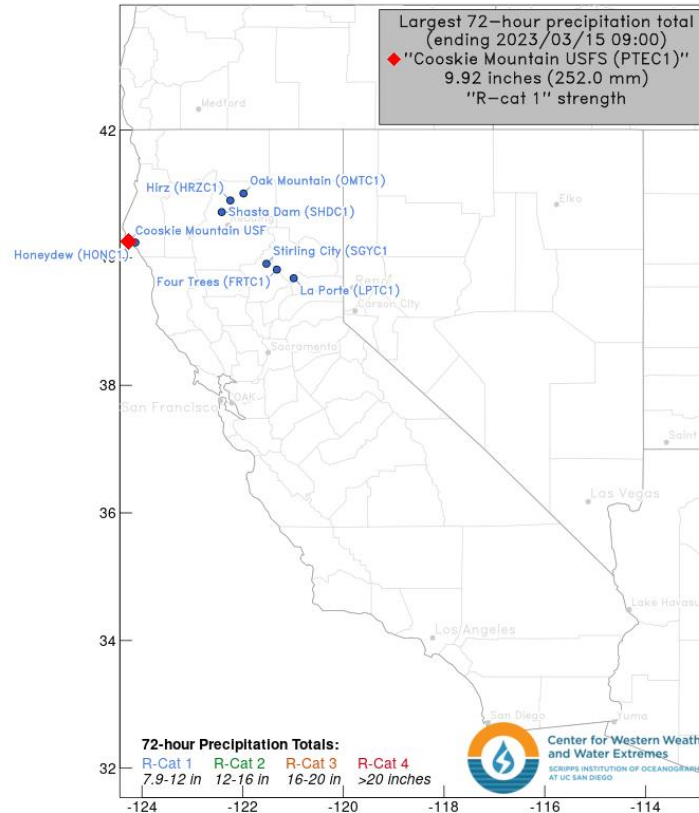 Largest 72-hour precipitation total
(ending 2023/03/15 09:00)
"Cooskie Mountain USFS (PTEC1)"
9.92 inches (252.0 mm)
"R-cat 1" strength
Medford
42
Oak Mountain (OMTC1)
Hirz (HRZC1)
Elko
Shasta Dam (SHDC1)
Cooskie Mountain USF
Honeydew (HONC1)
Stirling City (SGYC1
Four Trees (FRTC1)
La Porte (LPTC1)
Carson City
Sacramento
38
OAK
San Francisco
Saint
36
Las Vegas
Lake Havasu
34
Los Angeles
San Diego
Yuma
72-hour Precipitation Totals:
R-Cat 1 R-Cat 2 R-Cat 3 R-Cat 4
7.9-12 in 12-16 in 16-20 in >20 inches
Center for Western Weath
and Water Extremes
SCRIPPS INSTITUTION OF OCEANOGRAP
AT UC SAN DIEGO
32
-124 -122 -120 -118 -116 -114